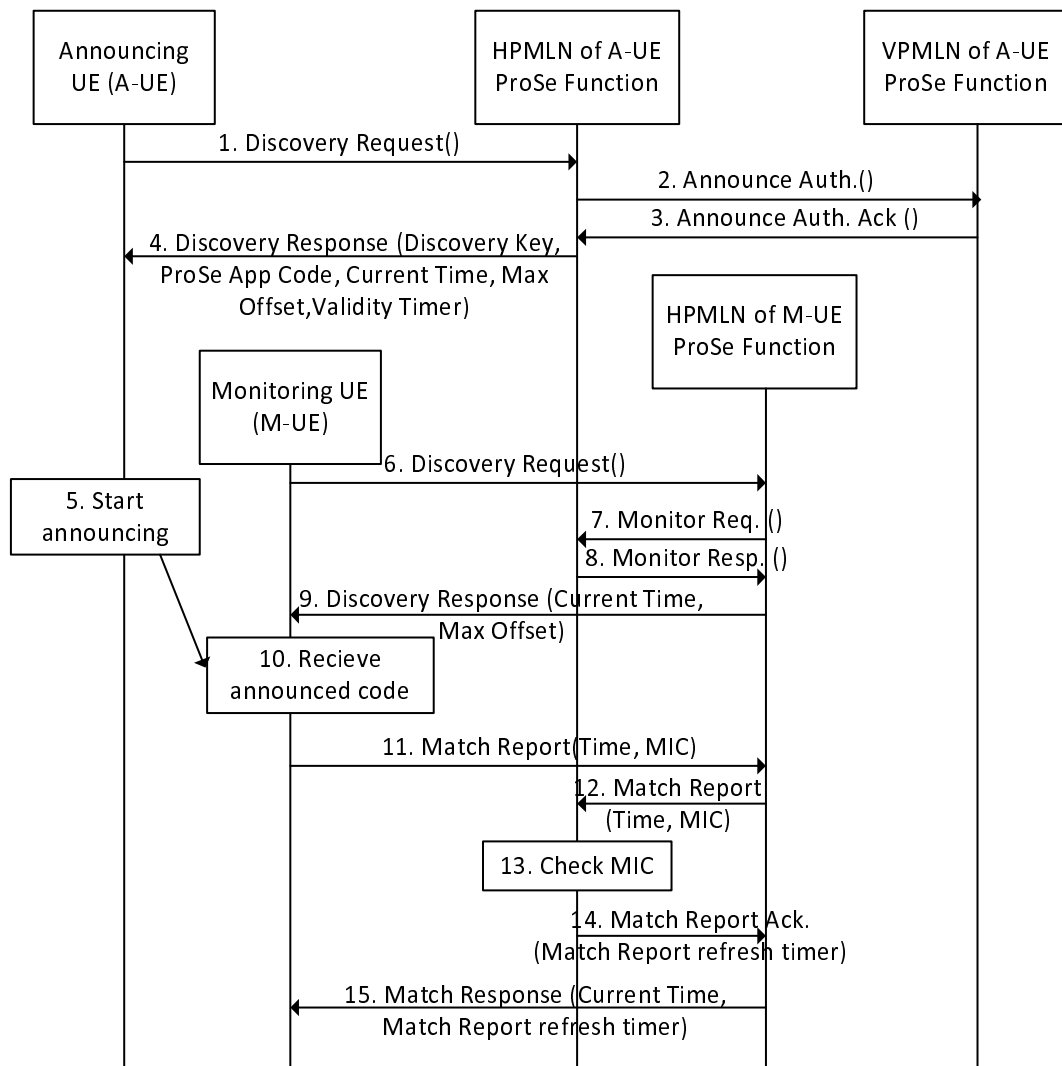 Announcing
UE (A-UE)
HPMLN of A-UE
ProSe Function
VPMLN of A-UE
ProSe Function
1. Discovery Request()
2. Announce Auth.()
3. Announce Auth. Ack ()
4. Discovery Response (Discovery Key,
ProSe App Code, Current Time, Max
Offset,Validity Timer)
HPMLN of M-UE
ProSe Function
Monitoring UE
(M-UE)
6. Discovery Request()
5. Start
announcing
7. Monitor Req. ()
8. Monitor Resp. ()
9. Discovery Response (Current Time,
Max Offset)
10. Recieve
announced code
11. Match Report(Time, MIC)
12. Match Report
(Time, MIC)
13. Check MIC
14. Match Report Ack.
(Match Report refresh timer)
15. Match Response (Current Time,
Match Report refresh timer)